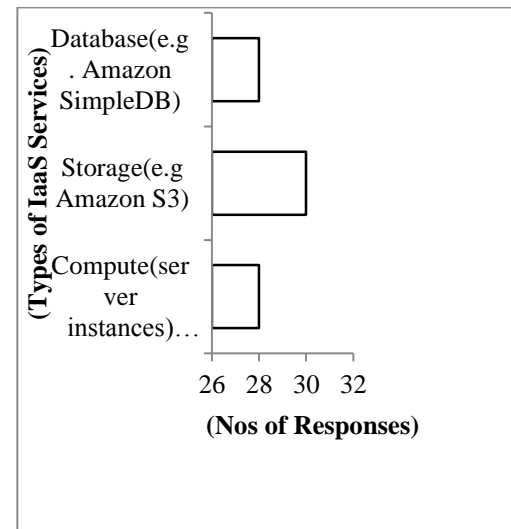 (Types of IaaS Services)
Database(e.g
. Amazon
SimpleDB)
Storage(e.g
Amazon S3)
Compute(ser
ver
instances)…
26 28 30 32
(Nos of Responses)